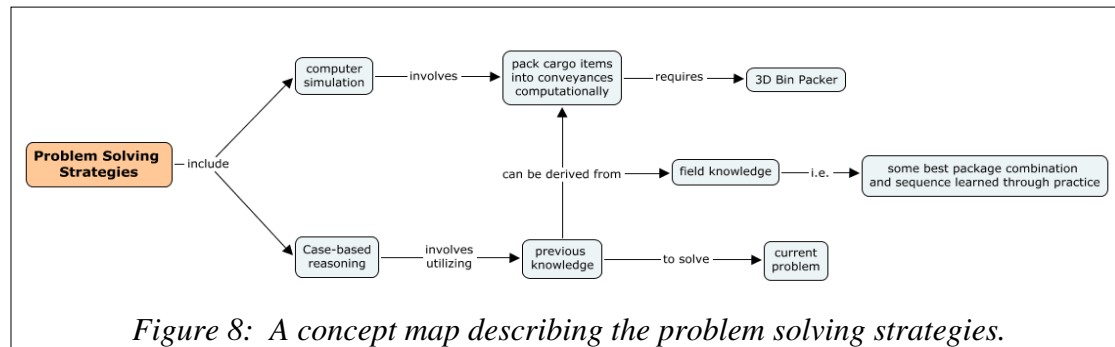 computer
simulation
involves
pack cargo items
into conveyances
computationally
requires
3D Bin Packer
Problem Solving
Strategies
include
can be derived from
field knowledge
i.e.
some best package combination
and sequence learned through practice
Case-based
reasoning
involves
utilizing
previous
knowledge
to solve
current
problem
Figure 8: A concept map describing the problem solving strategies.